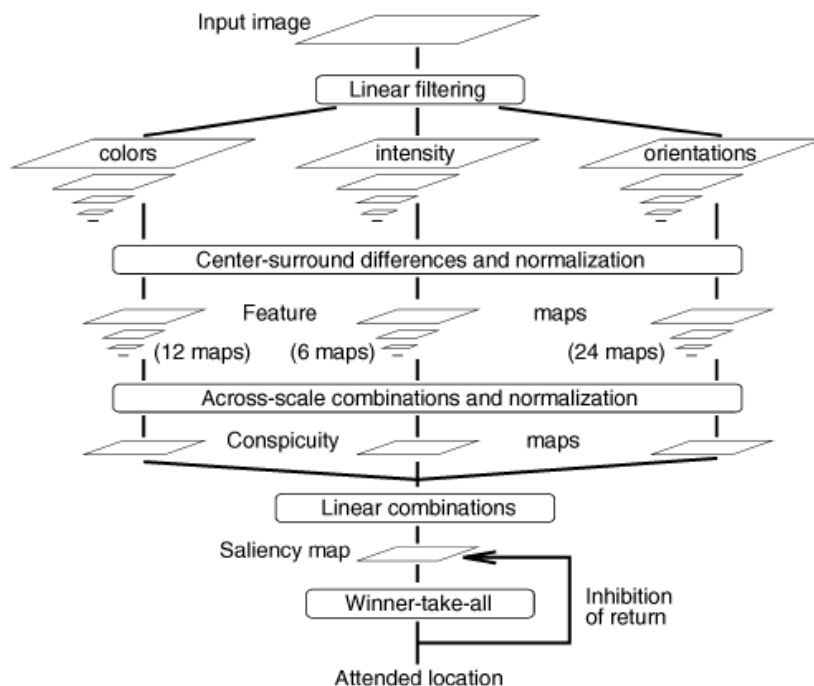 Input image
Linear filtering
colors intensity orientations
Center-surround differences and normalization
Feature maps
(12 maps) (6 maps) (24 maps)
Across-scale combinations and normalization
Conspicuity maps
Linear combinations
Saliency map
Winner-take-all
Inhibition
of return
Attended location